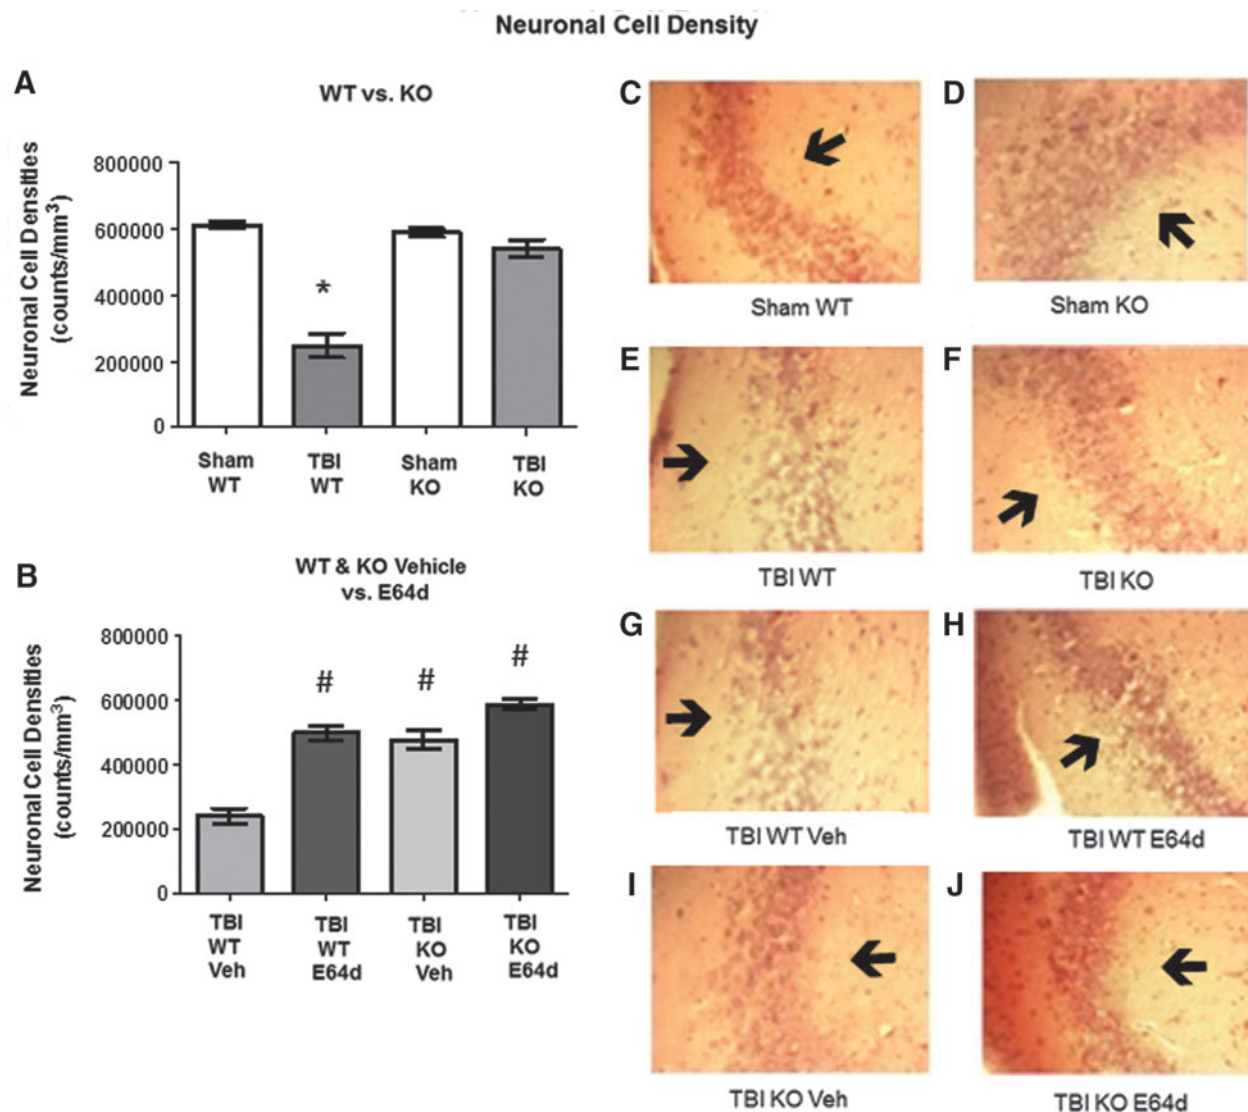 Neuronal Cell Density
A
WT vs. KO
Neuronal Cell Densities
(counts/mm³)
800000
600000
400000
200000
0
*
Sham
WT
TBI
WT
Sham
KO
TBI
KO
B
WT & KO Vehicle
vs. E64d
Neuronal Cell Densities
(counts/mm³)
800000
600000
400000
200000
0
#
#
#
TBI
WT
Veh
TBI
WT
E64d
TBI
KO
Veh
TBI
KO
E64d
C
Sham WT
D
Sham KO
E
TBI WT
F
TBI KO
G
TBI WT Veh
H
TBI WT E64d
I
TBI KO Veh
J
TBI KO E64d